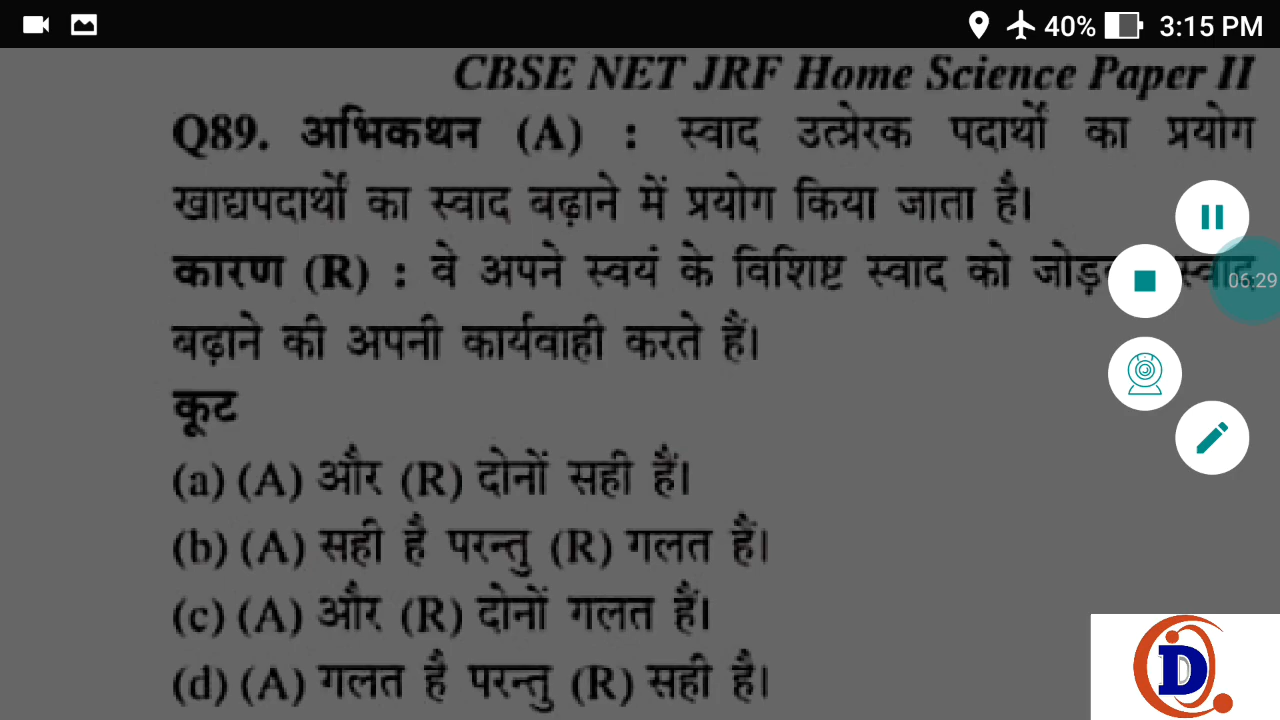 40% 3:15 PM
CBSE NET JRF Home Science Paper II
Q89. अभिकथन (A) : स्वाद उत्प्रेरक पदार्थों का प्रयोग
खाद्यपदार्थों का स्वाद बढ़ाने में प्रयोग किया जाता है।
कारण (R) : वे अपने स्वयं के विशिष्ट स्वाद को स्वाद
06:29
बढ़ाने की अपनी कार्यवाही करते हैं।
कूट
(a) (A) और (R) दोनों सही हैं।
(b) (A) सही है परन्तु (R) गलत हैं।
(c) (A) और (R) दोनों गलत हैं।
(d) (A) गलत है परन्तु (R) सही है।
D